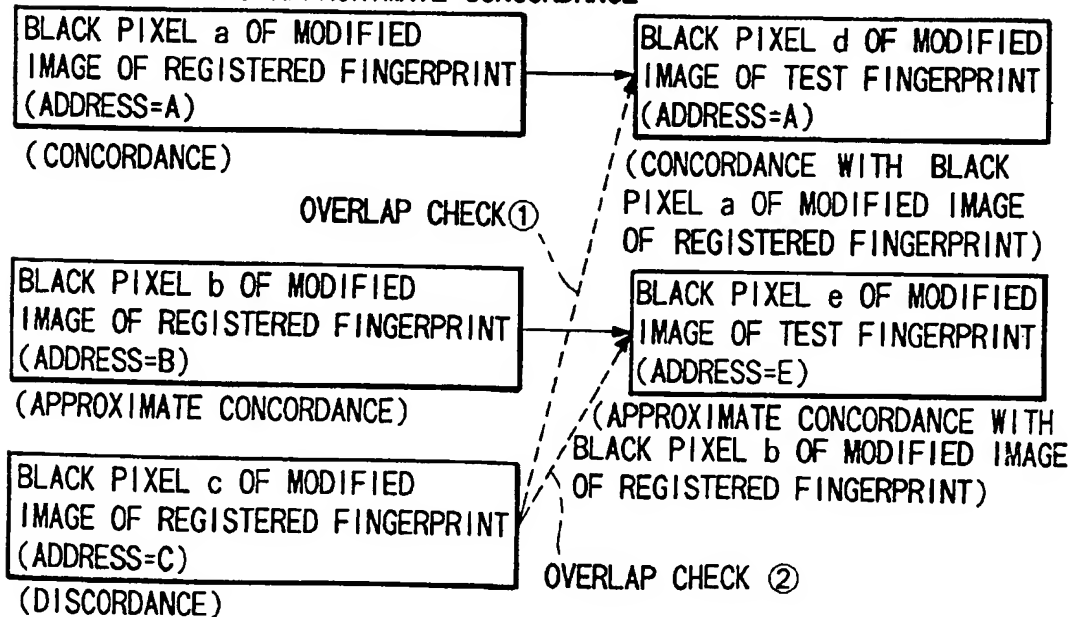 APPROXIMATE CONCORDANCE
BLACK PIXEL a OF MODIFIED
IMAGE OF REGISTERED FINGERPRINT
(ADDRESS=A)
(CONCORDANCE)
BLACK PIXEL d OF MODIFIED
IMAGE OF TEST FINGERPRINT
(ADDRESS=A)
(CONCORDANCE WITH BLACK
PIXEL a OF MODIFIED IMAGE
OF REGISTERED FINGERPRINT)
OVERLAP CHECK①
BLACK PIXEL b OF MODIFIED
IMAGE OF REGISTERED FINGERPRINT
(ADDRESS=B)
(APPROXIMATE CONCORDANCE)
BLACK PIXEL e OF MODIFIED
IMAGE OF TEST FINGERPRINT
(ADDRESS=E)
(APPROXIMATE CONCORDANCE WITH
BLACK PIXEL b OF MODIFIED IMAGE
OF REGISTERED FINGERPRINT)
BLACK PIXEL c OF MODIFIED
IMAGE OF REGISTERED FINGERPRINT
(ADDRESS=C)
(DISCORDANCE)
OVERLAP CHECK ②